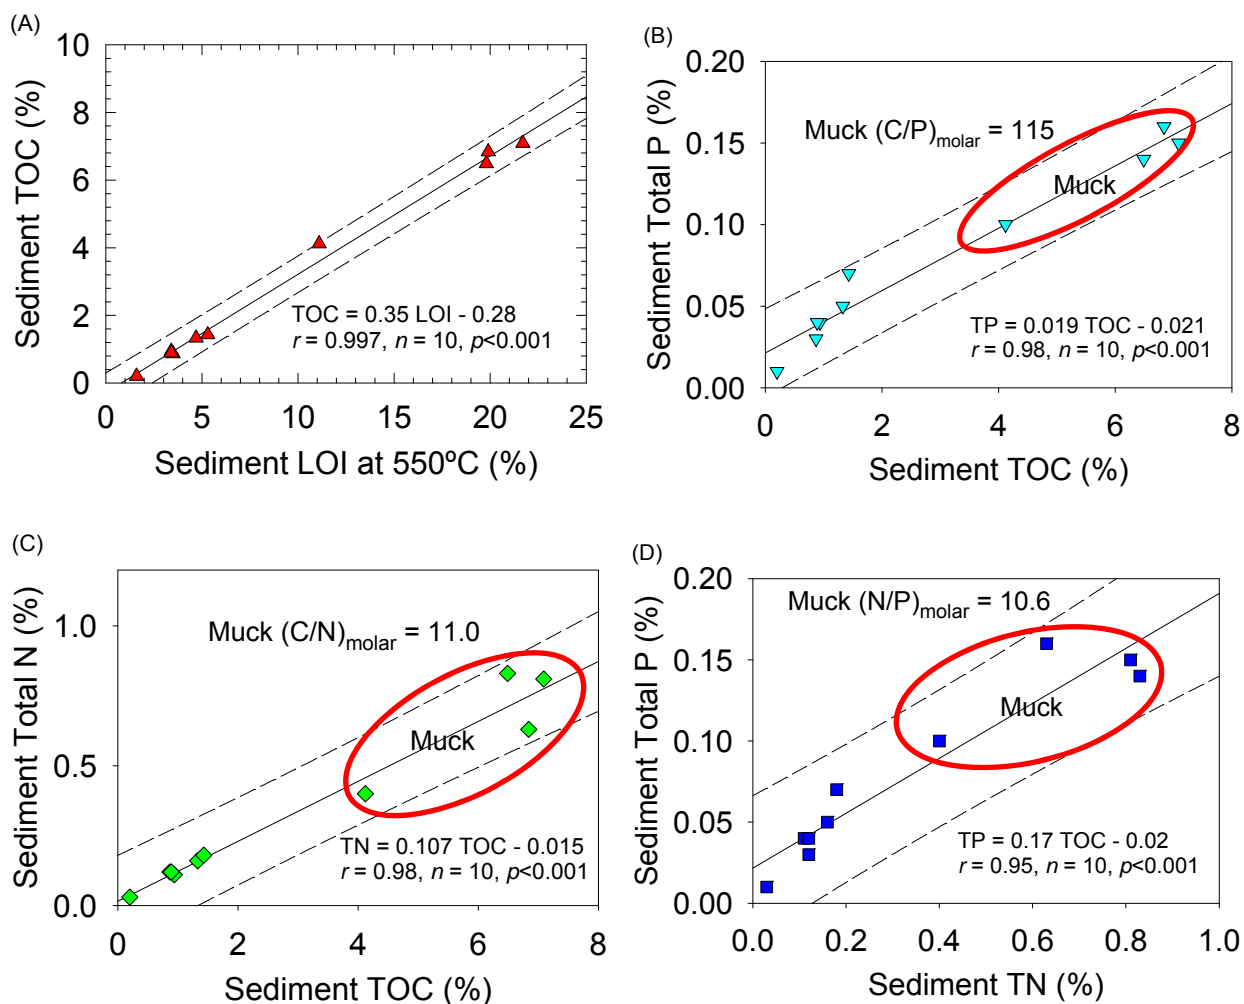 (A)
10
8
6
4
2
0
Sediment TOC (%)
TOC = 0.35 LOI - 0.28
r = 0.997, n = 10, p<0.001
0 5 10 15 20 25
Sediment LOI at 550ºC (%)
(B)
0.20
0.15
0.10
0.05
0.00
Sediment Total P (%)
Muck (C/P)molar = 115
Muck
TP = 0.019 TOC - 0.021
r = 0.98, n = 10, p<0.001
0 2 4 6 8
Sediment TOC (%)
(C)
1.0
0.5
0.0
Sediment Total N (%)
Muck (C/N)molar = 11.0
Muck
TN = 0.107 TOC - 0.015
r = 0.98, n = 10, p<0.001
0 2 4 6 8
Sediment TOC (%)
(D)
0.20
0.15
0.10
0.05
0.00
Sediment Total P (%)
Muck (N/P)molar = 10.6
Muck
TP = 0.17 TOC - 0.02
r = 0.95, n = 10, p<0.001
0.0 0.2 0.4 0.6 0.8 1.0
Sediment TN (%)